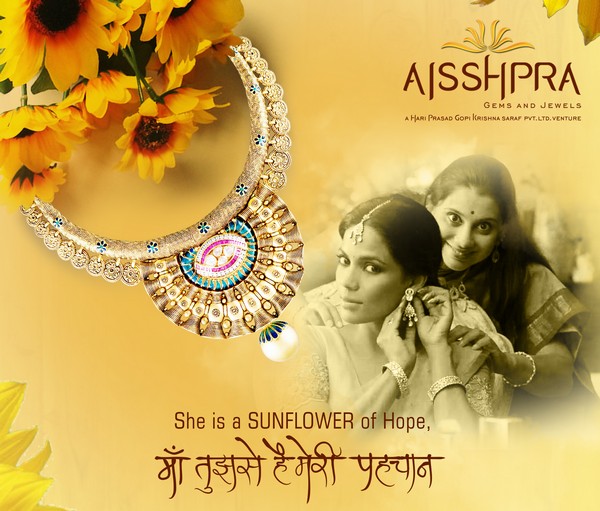 AISSHPRA
GEMS AND JEWELS
A HARI PRASAD GOPI KRISHNA SARAF PVT. LTD. VENTURE
She is a SUNFLOWER of Hope,
माँ तुझसे है मेरी पहचान